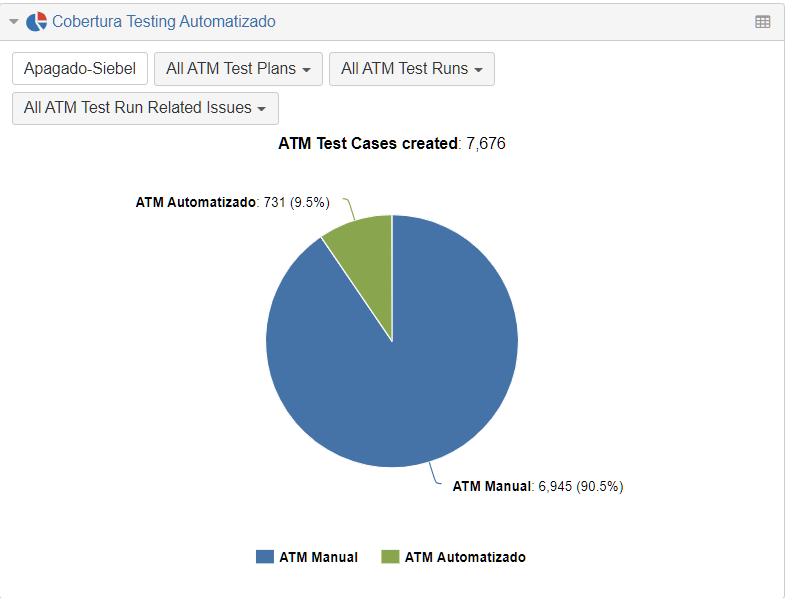 Cobertura Testing Automatizado
Apagado-Siebel All ATM Test Plans All ATM Test Runs
All ATM Test Run Related Issues
ATM Test Cases created: 7,676
ATM Automatizado: 731 (9.5%)
ATM Manual: 6,945 (90.5%)
ATM Manual ATM Automatizado